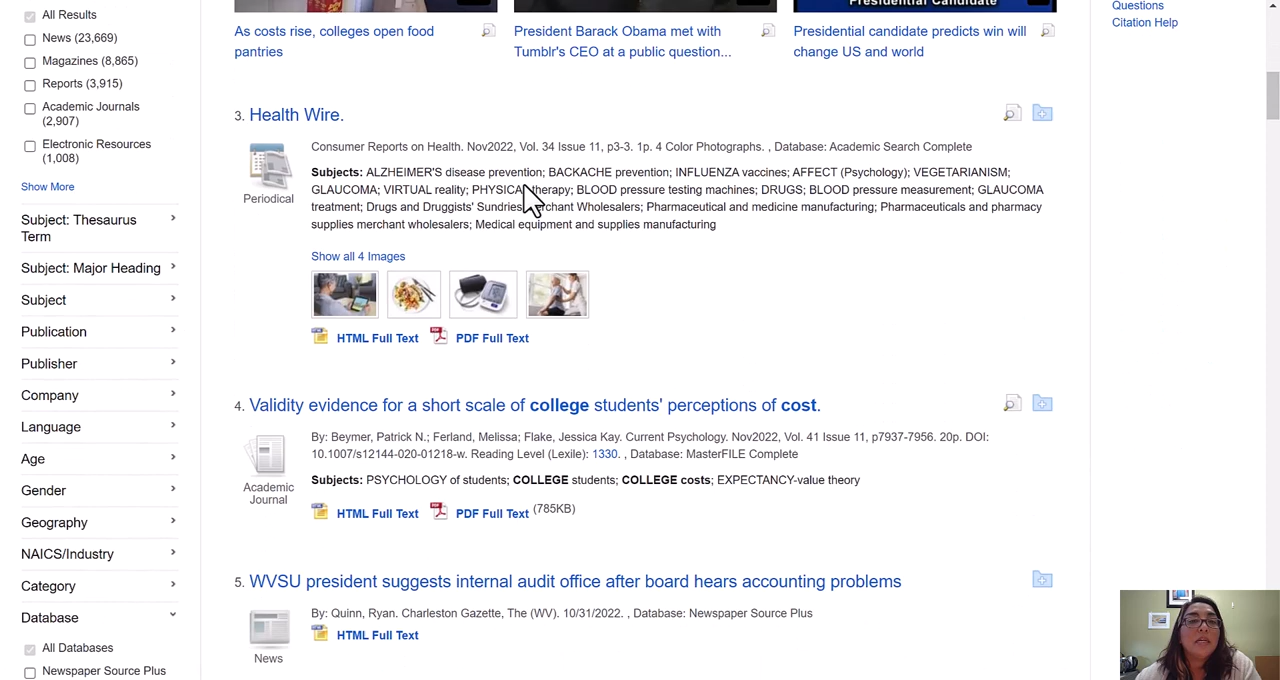 All Results
News (23,669)
Magazines (8,865)
Reports (3,915)
Academic Journals
(2,907)
Electronic Resources
(1,008)
Show More
Subject: Thesaurus
Term
Subject: Major Heading
Subject
Publication
Publisher
Company
Language
Age
Gender
Geography
NAICS/Industry
Category
Database
All Databases
Newspaper Source Plus
Presidential Candidate
As costs rise, colleges open food
pantries
President Barack Obama met with
Tumblr's CEO at a public question...
Presidential candidate predicts win will
change US and world
3. Health Wire.
Periodical
Consumer Reports on Health. Nov2022, Vol. 34 Issue 11, p3-3. 1p. 4 Color Photographs. , Database: Academic Search Complete
Subjects: ALZHEIMER'S disease prevention; BACKACHE prevention; INFLUENZA vaccines; AFFECT (Psychology); VEGETARIANISM;
GLAUCOMA; VIRTUAL reality; PHYSICAL therapy; BLOOD pressure testing machines; DRUGS; BLOOD pressure measurement; GLAUCOMA
treatment; Drugs and Druggists' Sundries Merchant Wholesalers; Pharmaceutical and medicine manufacturing; Pharmaceuticals and pharmacy
supplies merchant wholesalers; Medical equipment and supplies manufacturing
Show all 4 Images
HTML Full Text PDF Full Text
4. Validity evidence for a short scale of college students' perceptions of cost.
Academic
Journal
By: Beymer, Patrick N.; Ferland, Melissa; Flake, Jessica Kay. Current Psychology. Nov2022, Vol. 41 Issue 11, p7937-7956. 20p. DOI:
10.1007/s12144-020-01218-w. Reading Level (Lexile): 1330. , Database: MasterFILE Complete
Subjects: PSYCHOLOGY of students; COLLEGE students; COLLEGE costs; EXPECTANCY-value theory
HTML Full Text PDF Full Text (785KB)
5. WVSU president suggests internal audit office after board hears accounting problems
News
By: Quinn, Ryan. Charleston Gazette, The (WV). 10/31/2022. , Database: Newspaper Source Plus
HTML Full Text
Questions
Citation Help